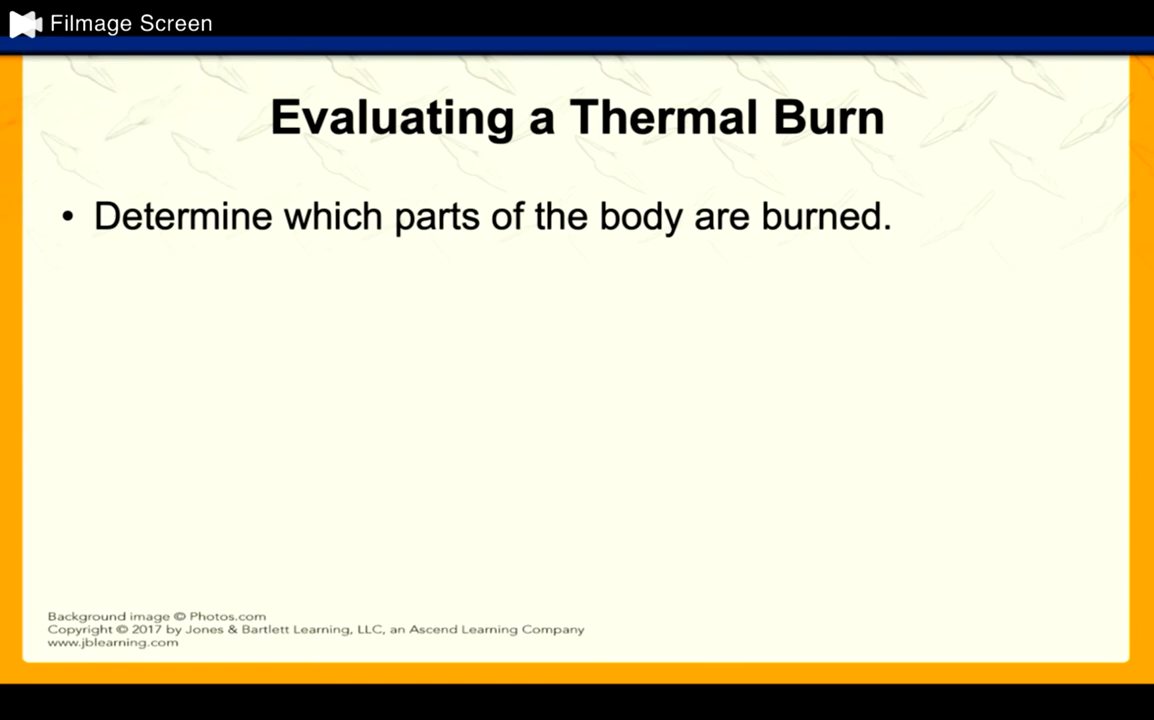 Filmage Screen
Evaluating a Thermal Burn
• Determine which parts of the body are burned.
Background image © Photos.com
Copyright © 2017 by Jones & Bartlett Learning, LLC, an Ascend Learning Company
www.jblearning.com